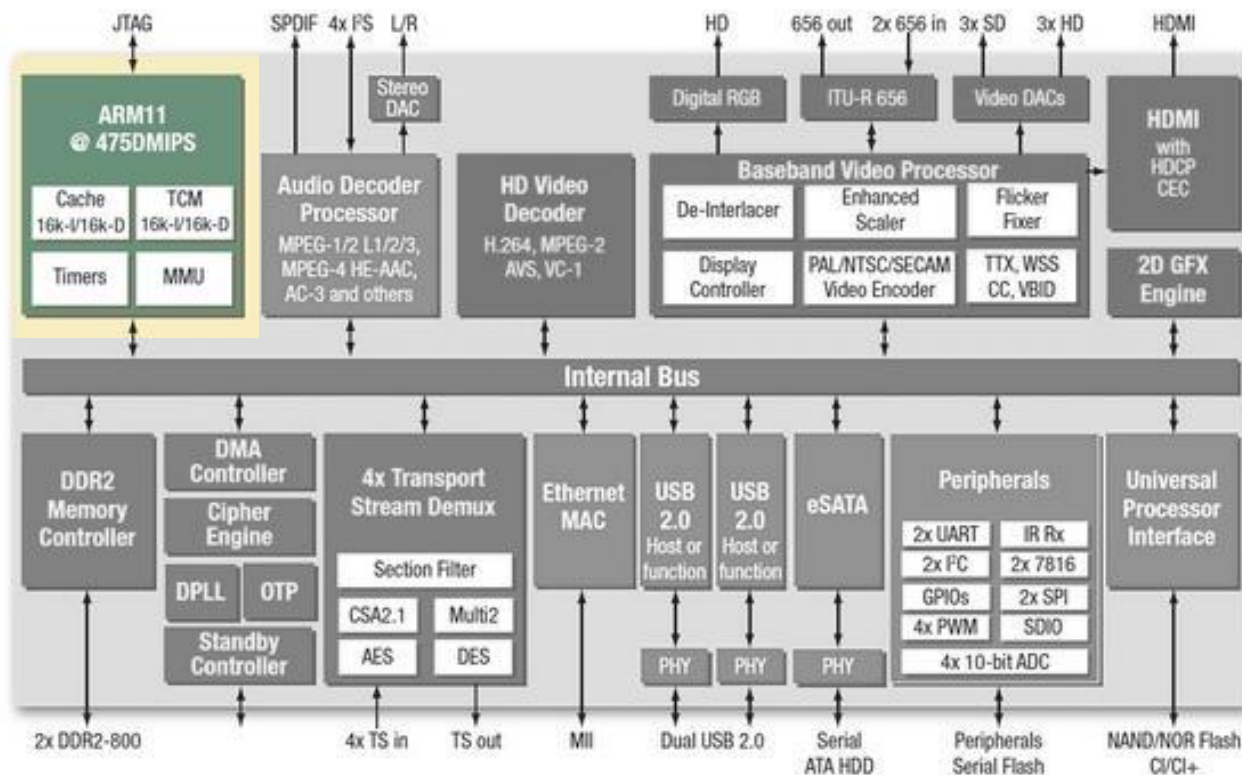 JTAG
SPDIF
4x I²S
L/R
HD
656 out
2x 656 in
3x SD
3x HD
HDMI
ARM11
@ 475DMIPS
Cache
16k-I/16k-D
TCM
16k-I/16k-D
Timers
MMU
Stereo
DAC
Audio Decoder
Processor
MPEG-1/2 L1/2/3,
MPEG-4 HE-AAC,
AC-3 and others
HD Video
Decoder
H.264, MPEG-2
AVS, VC-1
Digital RGB
ITU-R 656
Video DACs
Baseband Video Processor
De-Interlacer
Enhanced
Scaler
Flicker
Fixer
Display
Controller
PAL/NTSC/SECAM
Video Encoder
TTX, WSS
CC, VBID
HDMI
with
HDCP
CEC
2D GFX
Engine
Internal Bus
DDR2
Memory
Controller
DMA
Controller
Cipher
Engine
DPLL
OTP
Standby
Controller
4x Transport
Stream Demux
Section Filter
CSA2.1
Multi2
AES
DES
Ethernet
MAC
USB
2.0
Host or
function
USB
2.0
Host or
function
eSATA
PHY
PHY
PHY
Peripherals
2x UART
IR Rx
2x I²C
2x 7816
GPIOs
2x SPI
4x PWM
SDIO
4x 10-bit ADC
Universal
Processor
Interface
2x DDR2-800
4x TS in
TS out
MII
Dual USB 2.0
Serial
ATA HDD
Peripherals
Serial Flash
NAND/NOR Flash
CI/CI+